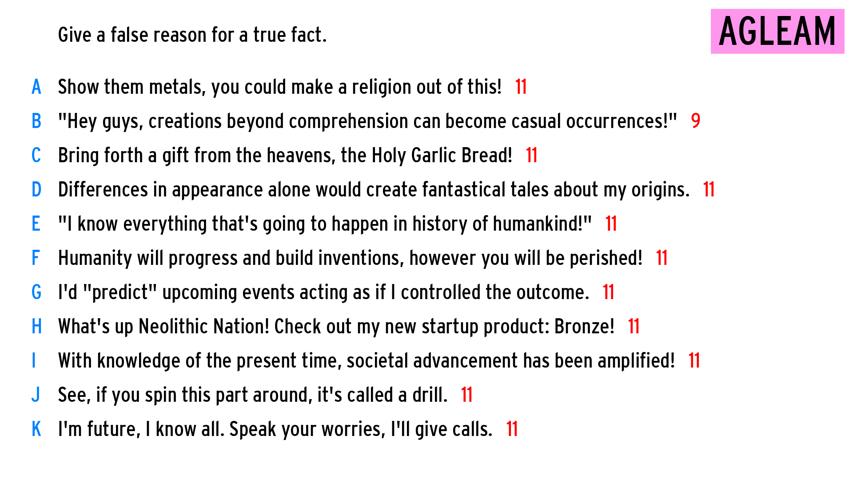 Give a false reason for a true fact.
AGLEAM
A Show them metals, you could make a religion out of this! 11
B "Hey guys, creations beyond comprehension can become casual occurrences!" 9
C Bring forth a gift from the heavens, the Holy Garlic Bread! 11
D Differences in appearance alone would create fantastical tales about my origins. 11
E "I know everything that's going to happen in history of humankind!" 11
F Humanity will progress and build inventions, however you will be perished! 11
G I'd "predict" upcoming events acting as if I controlled the outcome. 11
H What's up Neolithic Nation! Check out my new startup product: Bronze! 11
I With knowledge of the present time, societal advancement has been amplified! 11
J See, if you spin this part around, it's called a drill. 11
K I'm future, I know all. Speak your worries, I'll give calls. 11